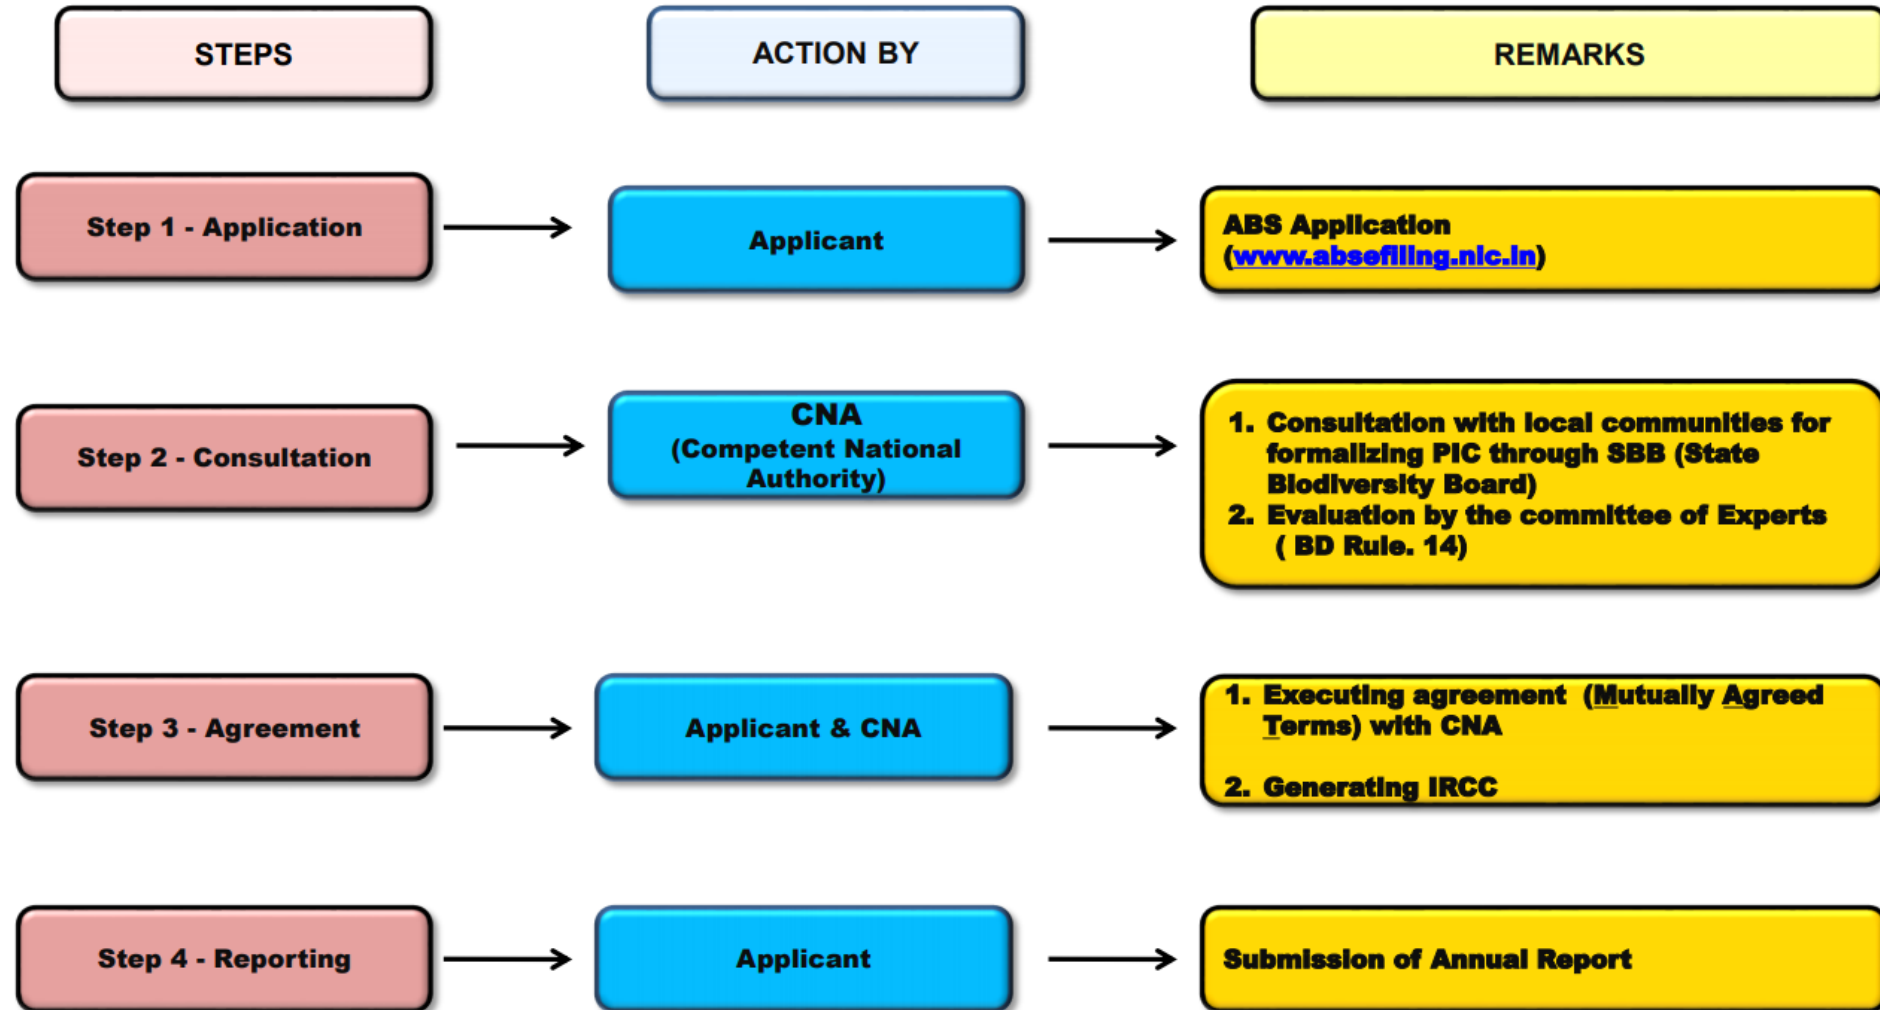 STEPS
ACTION BY
REMARKS
Step 1 - Application
Applicant
ABS Application
(www.absefiling.nic.in)
Step 2 - Consultation
CNA
(Competent National
Authority)
1. Consultation with local communities for
formalizing PIC through SBB (State
Biodiversity Board)
2. Evaluation by the committee of Experts
( BD Rule. 14)
Step 3 - Agreement
Applicant & CNA
1. Executing agreement (Mutually Agreed
Terms) with CNA
2. Generating IRCC
Step 4 - Reporting
Applicant
Submission of Annual Report